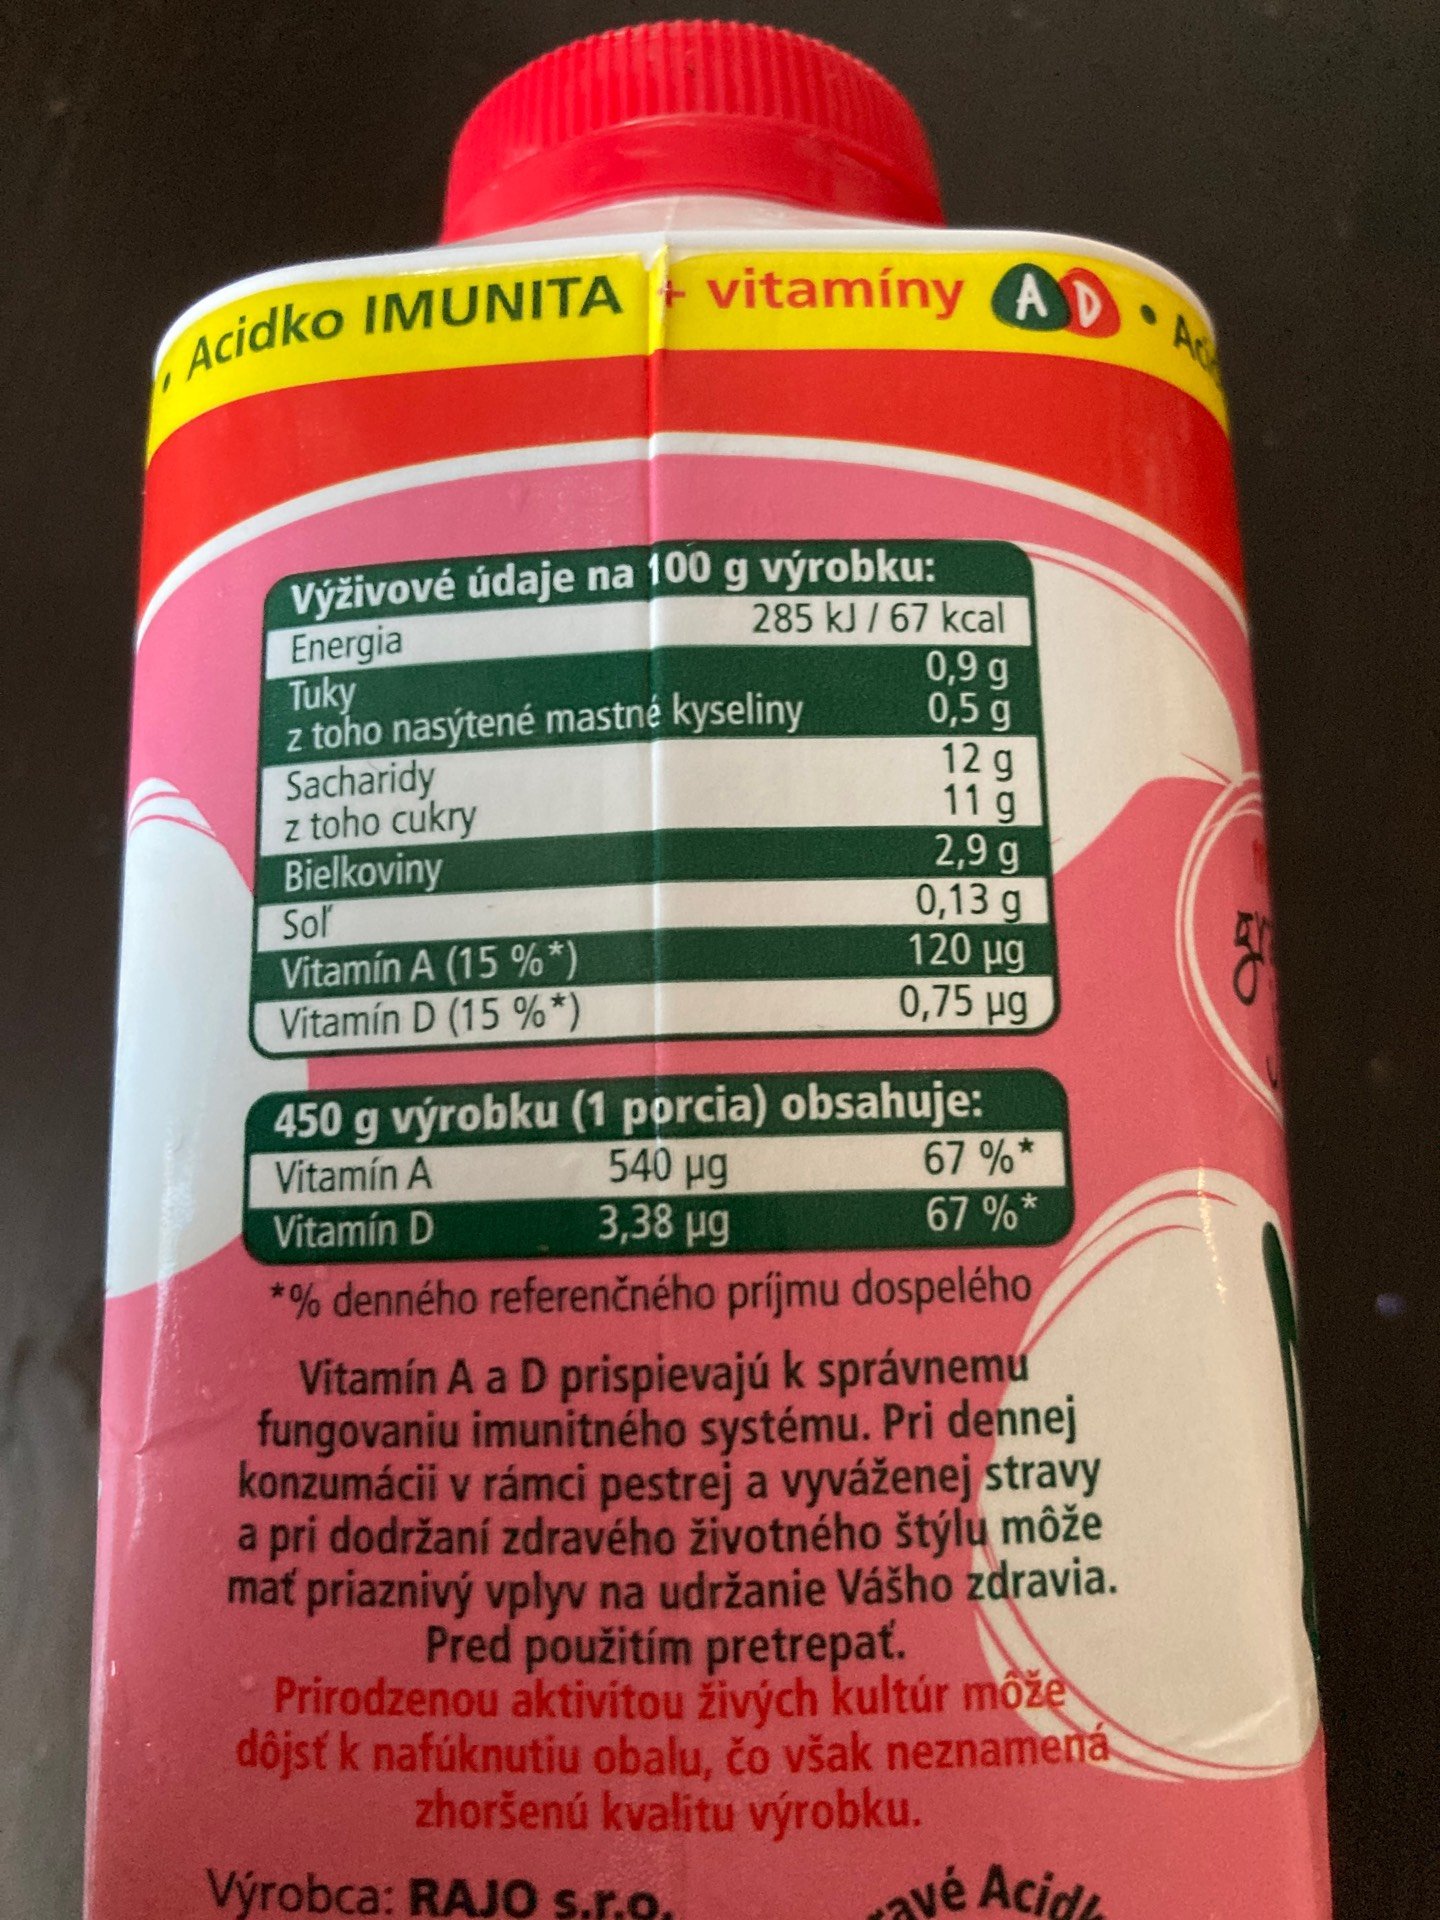 Acidko IMUNITA + vitamíny A D •
Výživové údaje na 100 g výrobku:
Energia 285 kJ / 67 kcal
Tuky 0,9 g
z toho nasýtené mastné kyseliny 0,5 g
Sacharidy 12 g
z toho cukry 11 g
Bielkoviny 2,9 g
Soľ 0,13 g
Vitamín A (15 %*) 120 µg
Vitamín D (15 %*) 0,75 µg
450 g výrobku (1 porcia) obsahuje:
Vitamín A 540 µg 67 %*
Vitamín D 3,38 µg 67 %*
*% denného referenčného príjmu dospelého
Vitamín A a D prispievajú k správnemu
fungovaniu imunitného systému. Pri dennej
konzumácii v rámci pestrej a vyváženej stravy
a pri dodržaní zdravého životného štýlu môže
mať priaznivý vplyv na udržanie Vášho zdravia.
Pred použitím pretrepať.
Prirodzenou aktivitou živých kultúr môže
dôjsť k nafúknutiu obalu, čo však neznamená
zhoršenú kvalitu výrobku.
Výrobca: RAJO s.r.o.